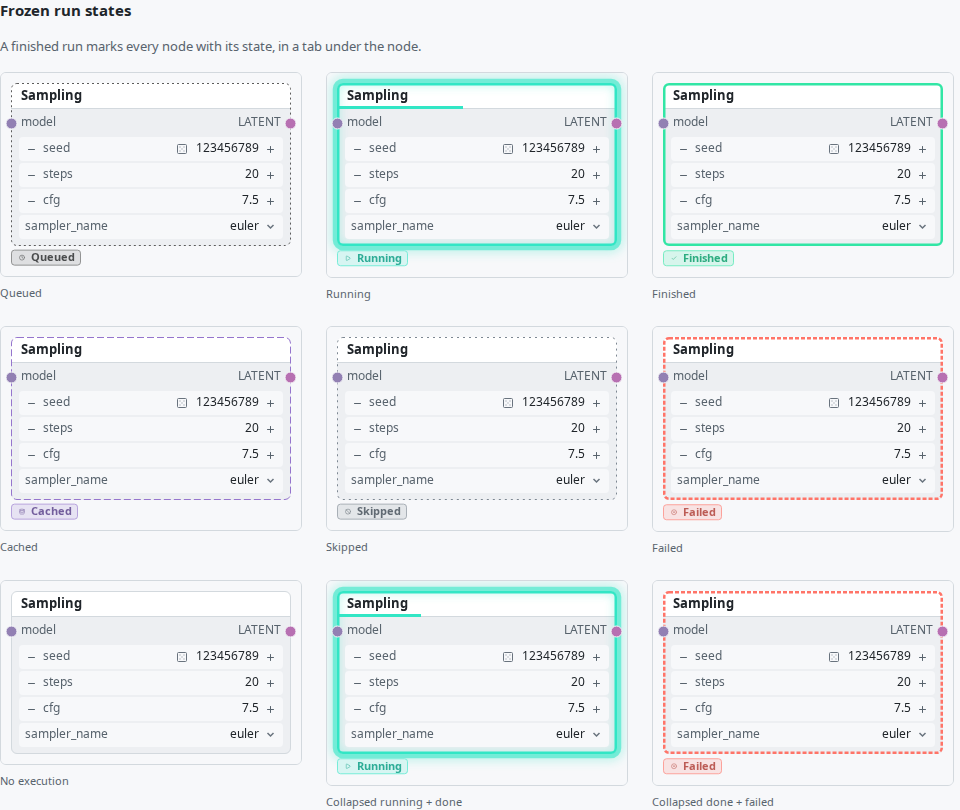 Frozen run states
A finished run marks every node with its state, in a tab under the node.
Sampling
model LATENT
– seed 123456789 +
– steps 20 +
– cfg 7.5 +
sampler_name euler
Queued
Queued
Sampling
model LATENT
– seed 123456789 +
– steps 20 +
– cfg 7.5 +
sampler_name euler
Running
Running
Sampling
model LATENT
– seed 123456789 +
– steps 20 +
– cfg 7.5 +
sampler_name euler
Finished
Finished
Sampling
model LATENT
– seed 123456789 +
– steps 20 +
– cfg 7.5 +
sampler_name euler
Cached
Cached
Sampling
model LATENT
– seed 123456789 +
– steps 20 +
– cfg 7.5 +
sampler_name euler
Skipped
Skipped
Sampling
model LATENT
– seed 123456789 +
– steps 20 +
– cfg 7.5 +
sampler_name euler
Failed
Failed
Sampling
model LATENT
– seed 123456789 +
– steps 20 +
– cfg 7.5 +
sampler_name euler
No execution
Sampling
model LATENT
– seed 123456789 +
– steps 20 +
– cfg 7.5 +
sampler_name euler
Running
Collapsed running + done
Sampling
model LATENT
– seed 123456789 +
– steps 20 +
– cfg 7.5 +
sampler_name euler
Failed
Collapsed done + failed